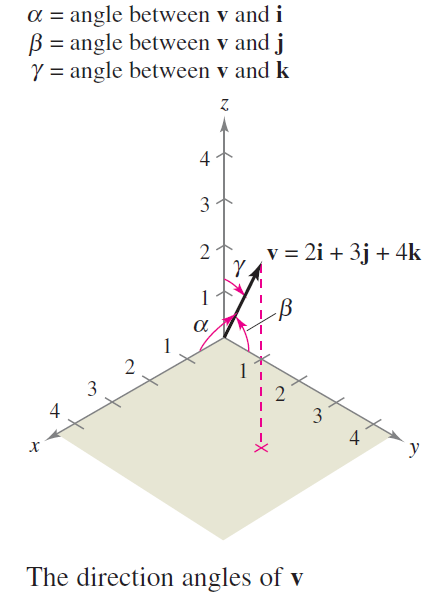 α = angle between v and i
β = angle between v and j
γ = angle between v and k
z
4
3
2
v = 2i + 3j + 4k
γ
1
β
α
1
1
2
2
3
3
4
4
x
y
The direction angles of v